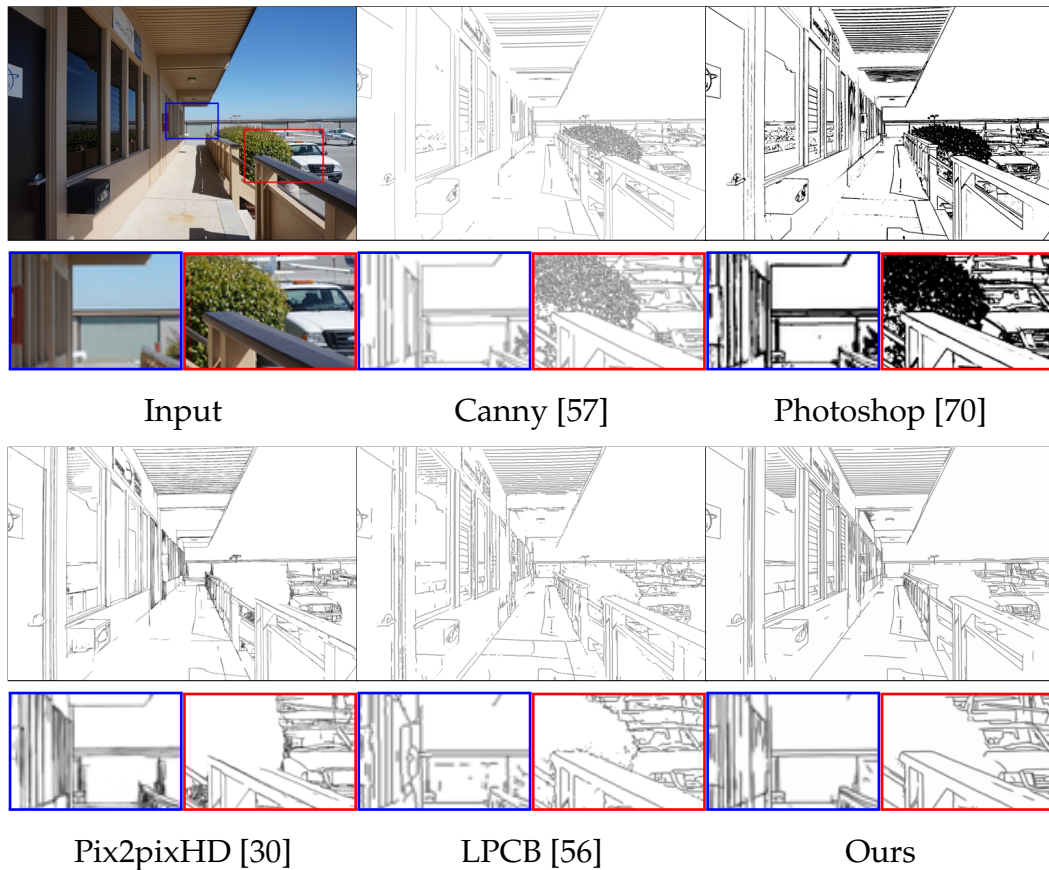 Input
Canny [57]
Photoshop [70]
Pix2pixHD [30]
LPCB [56]
Ours